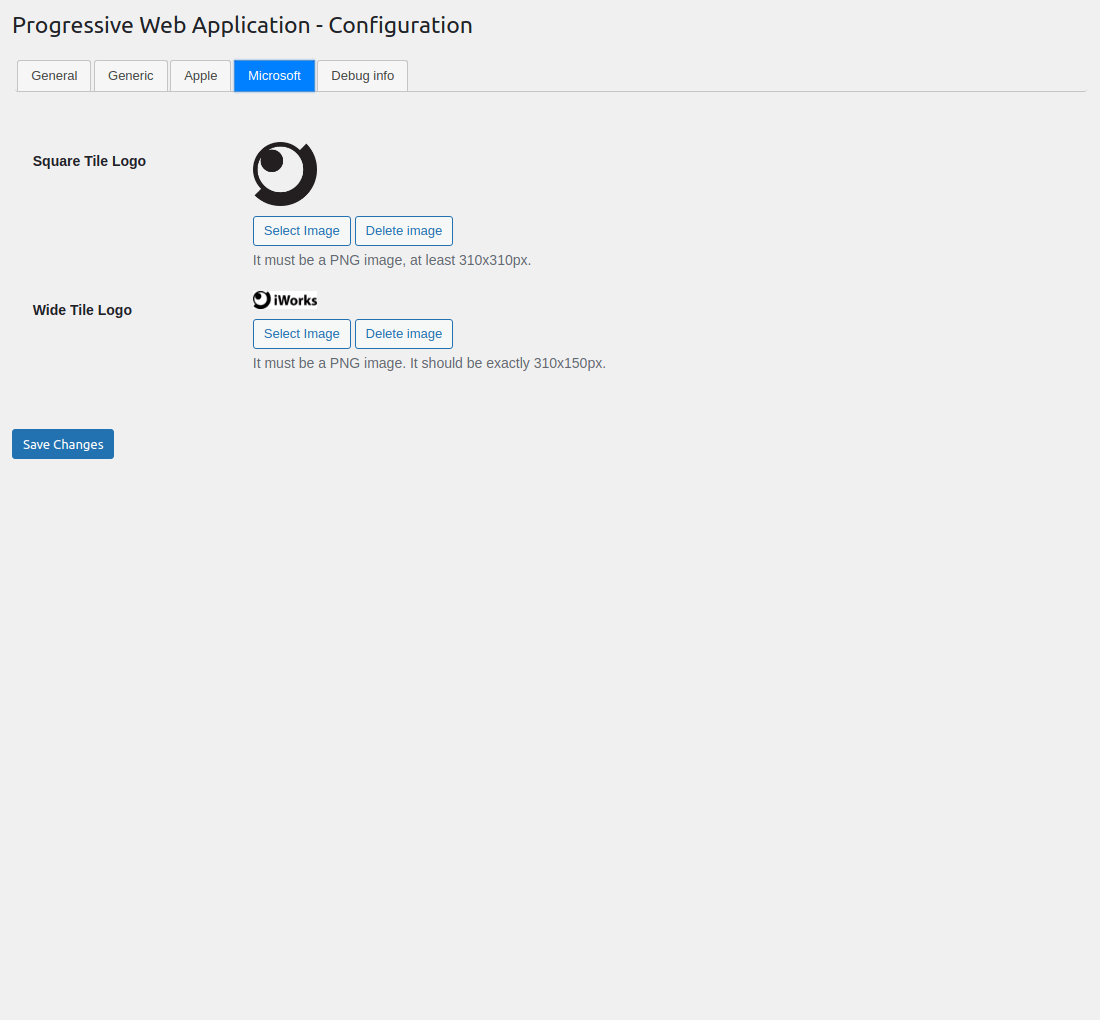 Progressive Web Application - Configuration
General Generic Apple Microsoft Debug info
Square Tile Logo
Select Image Delete image
It must be a PNG image, at least 310x310px.
iWorks
Wide Tile Logo
Select Image Delete image
It must be a PNG image. It should be exactly 310x150px.
Save Changes